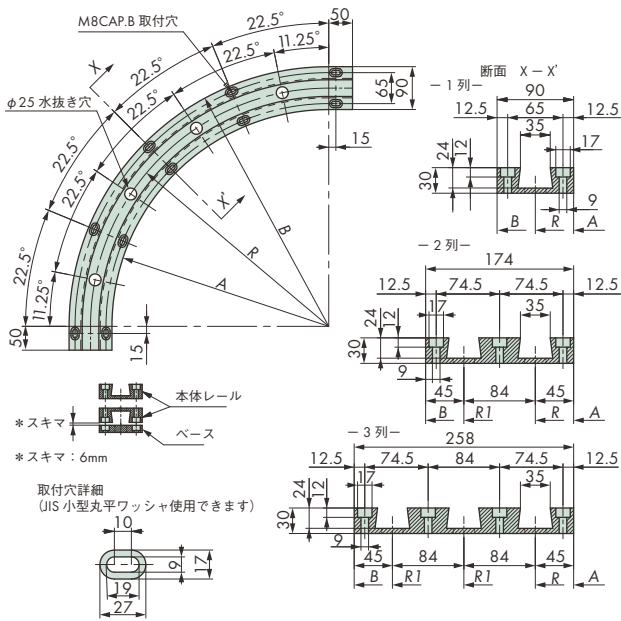 M8CAP.B 取付穴
22.5°
50
22.5°
22.5°
11.25°
X
65
90
φ25 水抜き穴
22.5°
22.5°
15
22.5°
22.5°
X'
B
R
A
22.5°
11.25°
50
15
断面 X – X'
– 1列 –
90
12.5
65
12.5
35
17
24
12
30
9
B
R
A
– 2列 –
174
12.5
74.5
74.5
12.5
17
35
24
12
30
9
45
84
45
B
R1
R
A
– 3列 –
258
12.5
74.5
84
74.5
12.5
17
35
24
12
30
9
45
84
84
45
B
R1
R1
R
A
本体レール
＊スキマ
ベース
＊スキマ：6mm
取付穴詳細
(JIS 小型丸平ワッシャ使用できます)
10
9
17
19
27